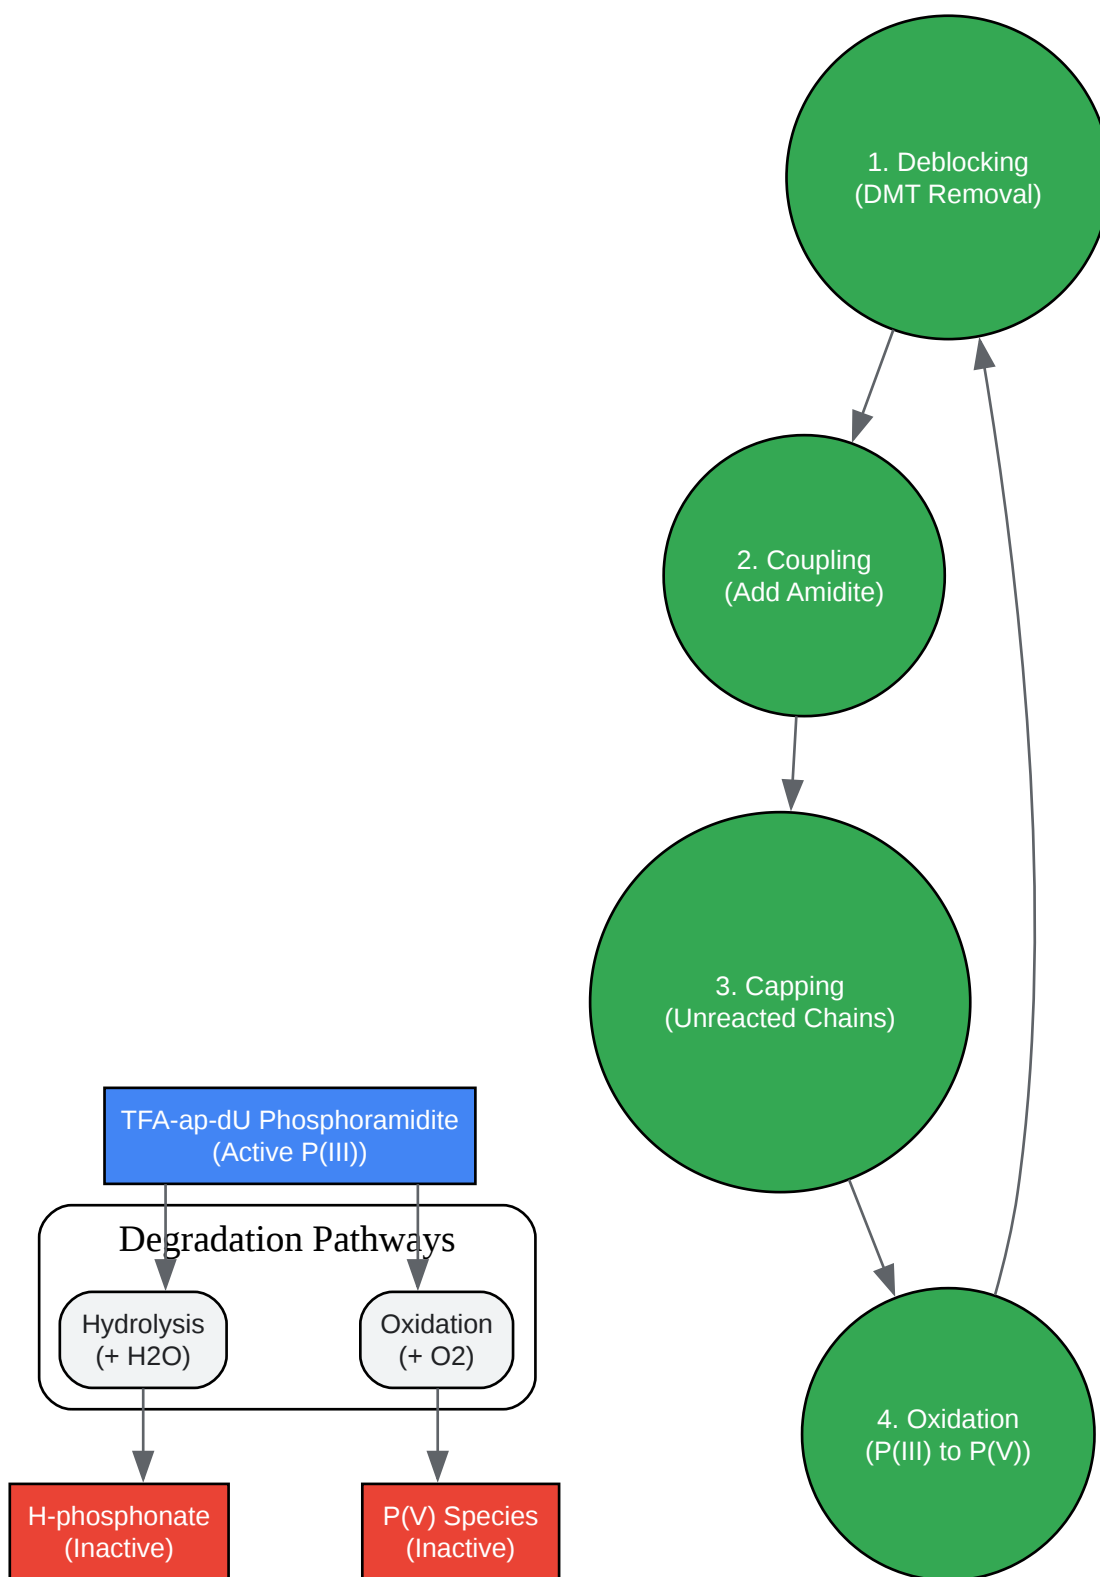 1. Deblocking
(DMT Removal)
2. Coupling
(Add Amidite)
3. Capping
(Unreacted Chains)
4. Oxidation
(P(III) to P(V))
TFA-ap-dU Phosphoramidite
(Active P(III))
Degradation Pathways
Hydrolysis
(+ H2O)
Oxidation
(+ O2)
H-phosphonate
(Inactive)
P(V) Species
(Inactive)